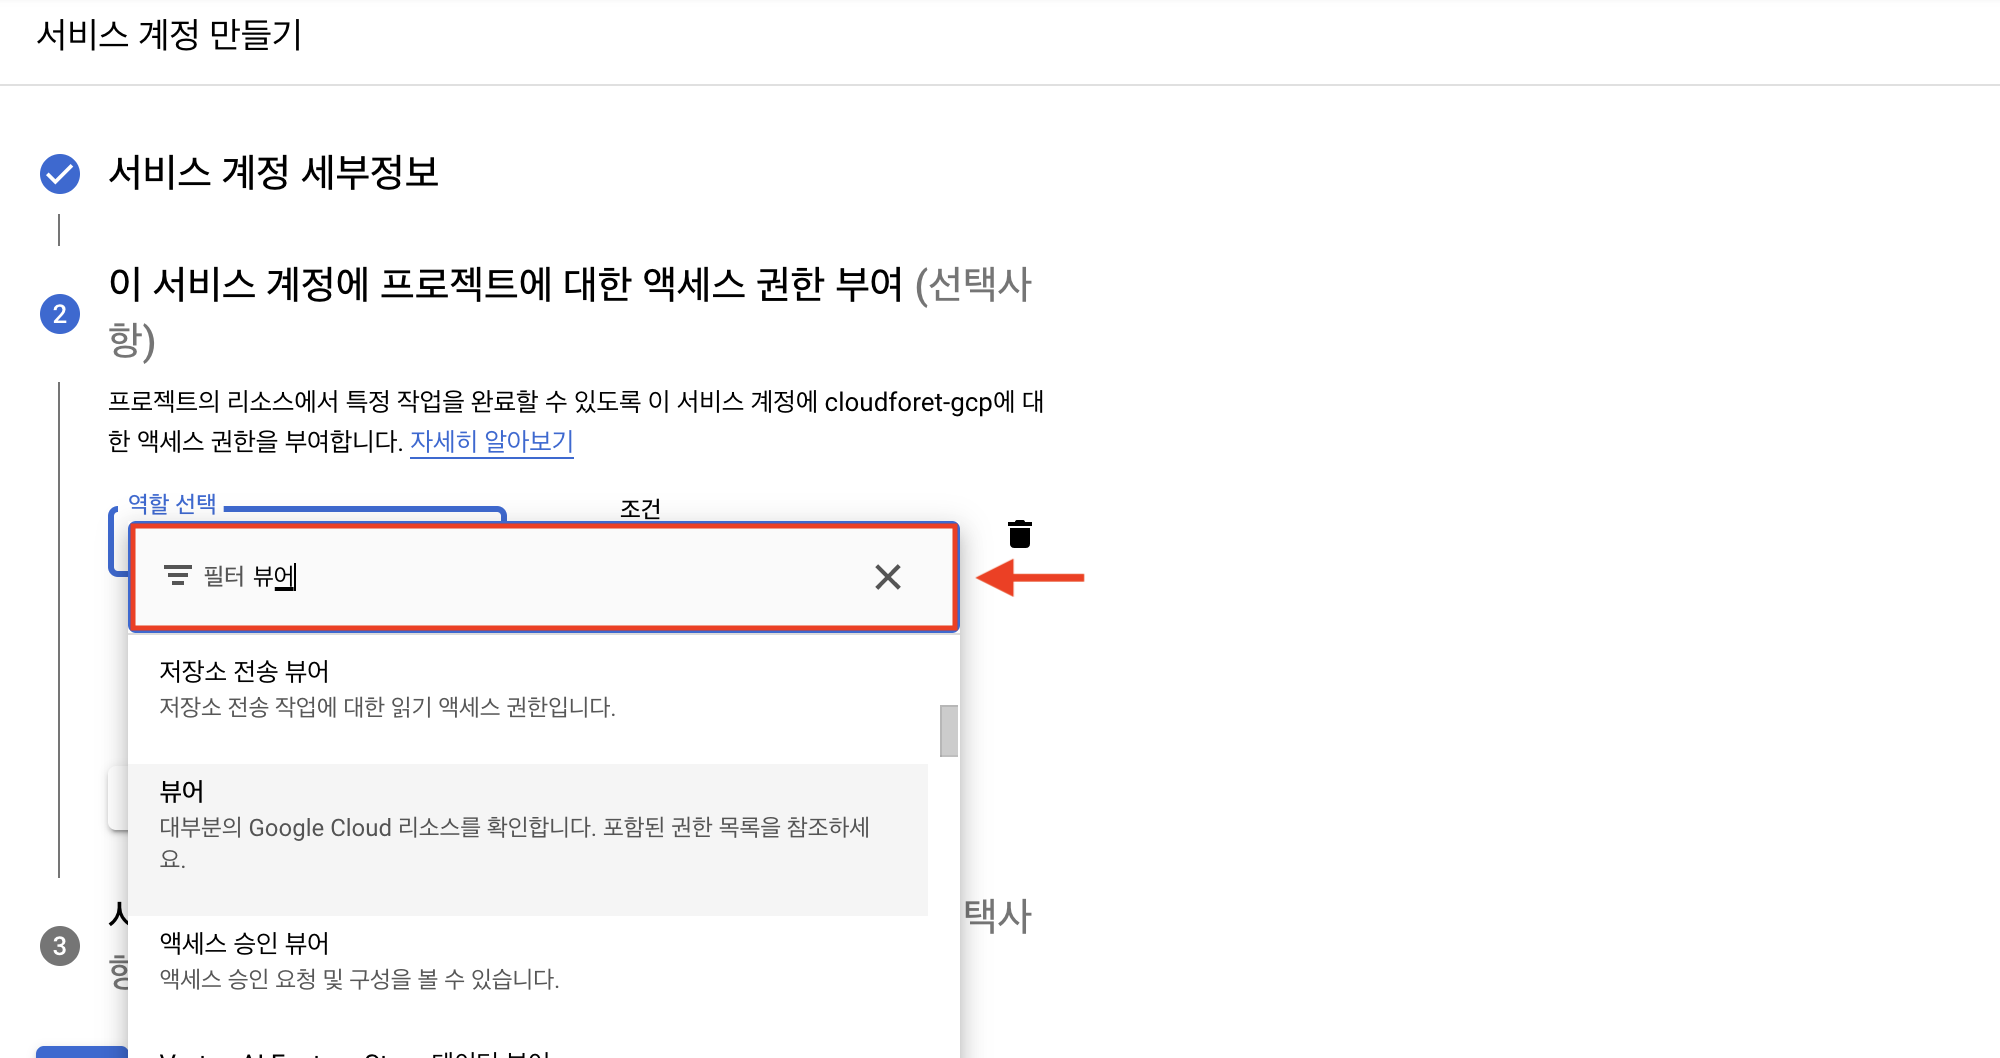 서비스 계정 만들기
서비스 계정 세부정보
2
이 서비스 계정에 프로젝트에 대한 액세스 권한 부여 (선택사
항)
프로젝트의 리소스에서 특정 작업을 완료할 수 있도록 이 서비스 계정에 cloudforet-gcp에 대
한 액세스 권한을 부여합니다. 자세히 알아보기
역할 선택
조건
필터 뷰어
저장소 전송 뷰어
저장소 전송 작업에 대한 읽기 액세스 권한입니다.
뷰어
대부분의 Google Cloud 리소스를 확인합니다. 포함된 권한 목록을 참조하세
요.
택사
3
액세스 승인 뷰어
액세스 승인 요청 및 구성을 볼 수 있습니다.
Vertex AI Feature Store 데이터 뷰어